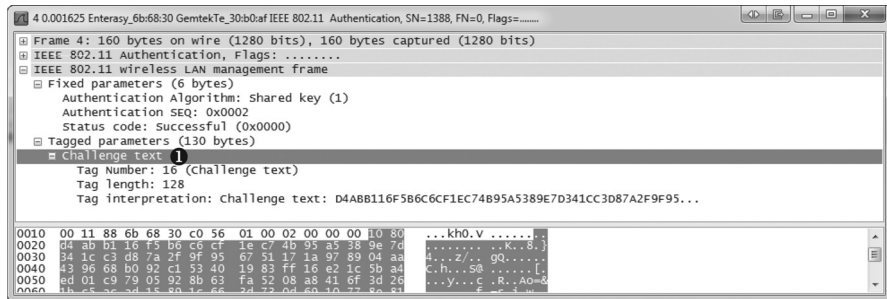 4 0.001625 Enterasy_6b:68:30 GemtekTe_30:b0:af IEEE 802.11 Authentication, SN=1388, FN=0, Flags=........
Frame 4: 160 bytes on wire (1280 bits), 160 bytes captured (1280 bits)
IEEE 802.11 Authentication, Flags: ........
IEEE 802.11 wireless LAN management frame
Fixed parameters (6 bytes)
Authentication Algorithm: Shared key (1)
Authentication SEQ: 0x0002
Status code: Successful (0x0000)
Tagged parameters (130 bytes)
Challenge text 1
Tag Number: 16 (Challenge text)
Tag length: 128
Tag interpretation: Challenge text: D4ABB116F5B6C6CF1EC74B95A5389E7D341CC3D87A2F9F95...
0010 00 11 88 6b 68 30 c0 56 01 00 02 00 00 00 10 80 ...kh0.v ........
0020 d4 ab b1 16 f5 b6 c6 cf 1e c7 4b 95 a5 38 9e 7d ........ ..K..8.}
0030 34 1c c3 d8 7a 2f 9f 95 67 51 17 1a 97 89 04 aa 4...z/.. gQ......
0040 43 96 68 b0 92 c1 53 40 19 83 ff 16 e2 1c 5b a4 C.h...S@ ......[.
0050 ed 01 c9 79 05 92 8b 63 fa 52 08 a8 41 6f 3d 26 ...y...c .R..Ao=&